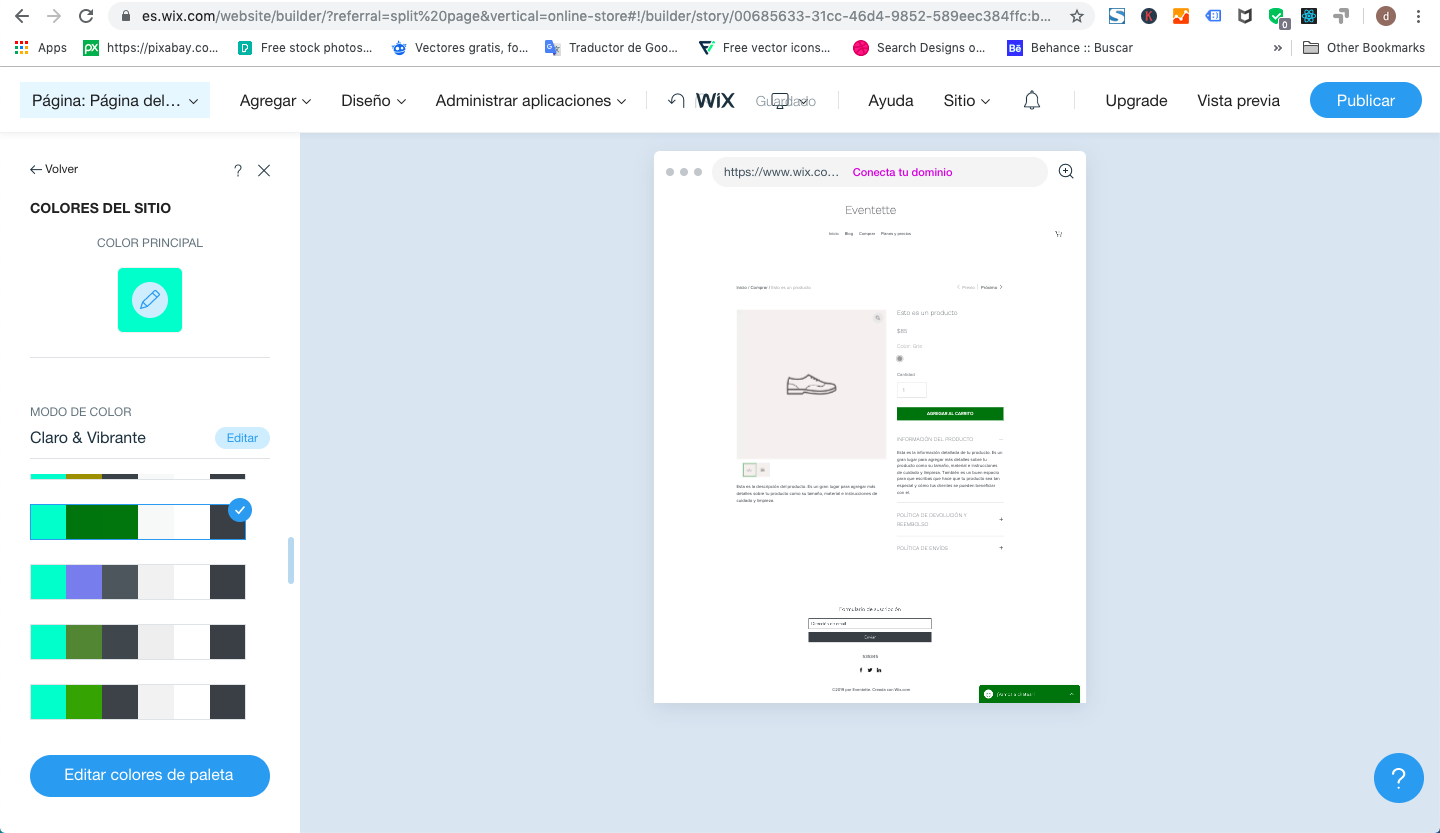 es.wix.com/website/builder/?referral=split%20page&vertical=online-store#!/builder/story/00685633-31cc-46d4-9852-589eec384ffc:b...
Apps https://pixabay.co... Free stock photos... Vectores gratis, fo... Traductor de Goo... Free vector icons... Search Designs o... Behance :: Buscar » Other Bookmarks
Página: Página del... Agregar Diseño Administrar aplicaciones WiX Guardado Ayuda Sitio Upgrade Vista previa Publicar
Volver ?
COLORES DEL SITIO
COLOR PRINCIPAL
MODO DE COLOR
Claro & Vibrante Editar
Editar colores de paleta
https://www.wix.co... Conecta tu dominio
Eventette
Inicio Blog Comprar Planes y precios
Inicio / Comprar / Esto es un producto Previo | Próximo
Esto es un producto
$85
Color: Gris
Cantidad
1
AGREGAR AL CARRITO
INFORMACIÓN DEL PRODUCTO
Esta es la información detallada de tu producto. Es un
gran lugar para agregar más detalles sobre tu
producto como su tamaño, material e instrucciones
de cuidado y limpieza. También es un buen espacio
para que escribas que hace que tu producto sea tan
especial y cómo tus clientes se pueden beneficiar
con él.
POLÍTICA DE DEVOLUCIÓN Y
REEMBOLSO +
POLÍTICA DE ENVÍOS +
Esta es la descripción del producto. Es un gran lugar para agregar más
detalles sobre tu producto como su tamaño, material e instrucciones de
cuidado y limpieza.
Formulario de suscripción
Dirección de email
Enviar
©2019 por Eventette. Creado con Wix.com
?